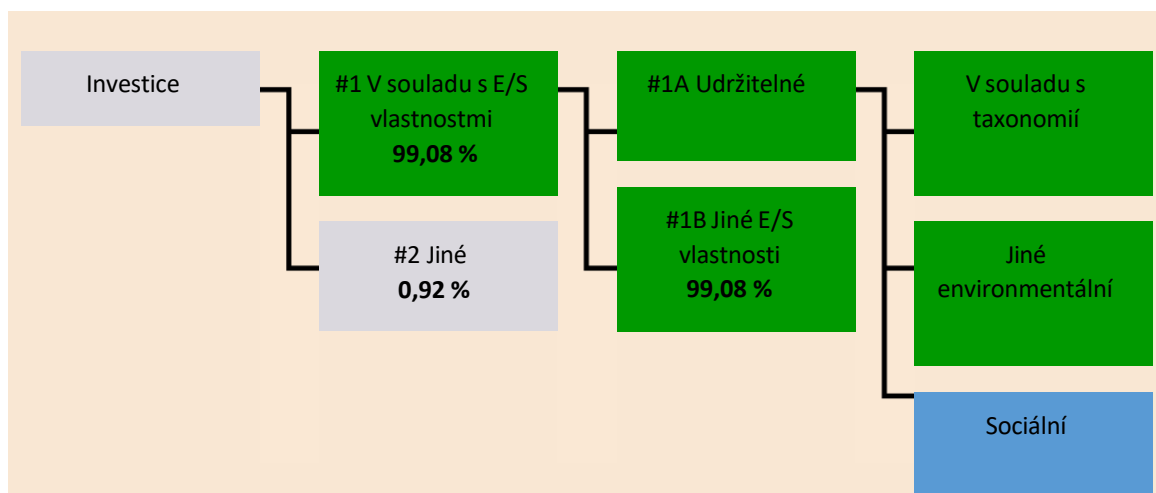 Investice
#1 V souladu s E/S
vlastnostmi
99,08 %
#2 Jiné
0,92 %
#1A Udržitelné
#1B Jiné E/S
vlastnosti
99,08 %
V souladu s
taxonomií
Jiné
environmentální
Sociální